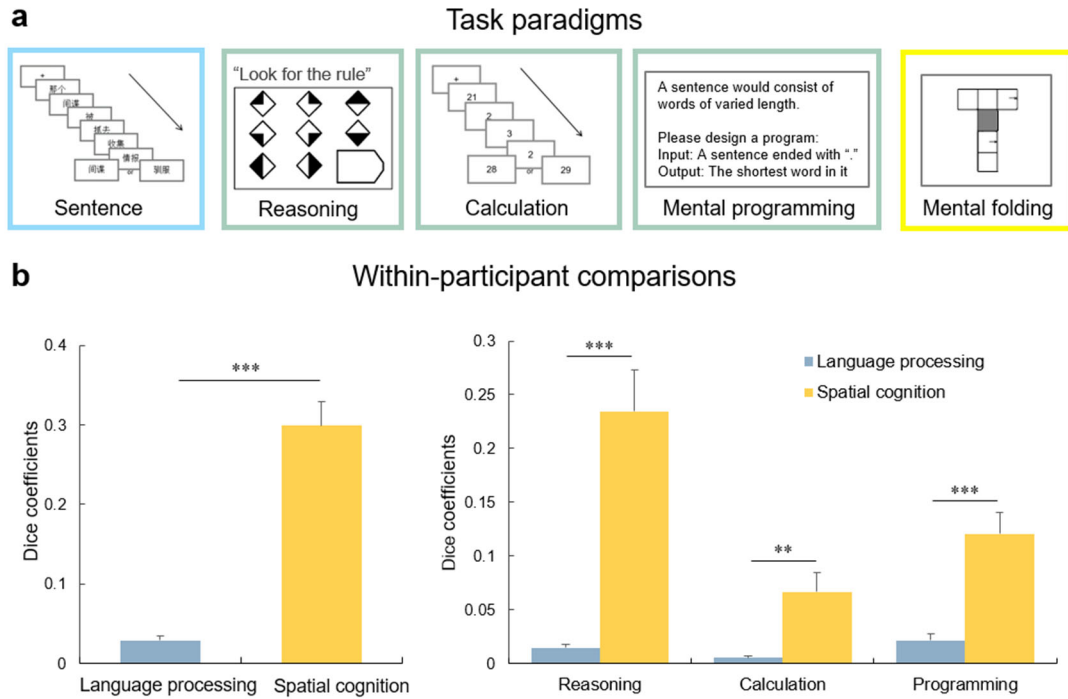 a
Task paradigms
+
那个
间谍
被
抓去
收集
情报
间谍
or
驯服
Sentence
“Look for the rule”
Reasoning
+
21
2
3
2
28
or
29
Calculation
A sentence would consist of
words of varied length.
Please design a program:
Input: A sentence ended with “.”
Output: The shortest word in it
Mental programming
Mental folding
b
Within-participant comparisons
Dice coefficients
0.4
0.3
0.2
0.1
0
***
Language processing
Spatial cognition
Dice coefficients
0.3
0.25
0.2
0.15
0.1
0.05
0
***
**
***
Language processing
Spatial cognition
Reasoning
Calculation
Programming